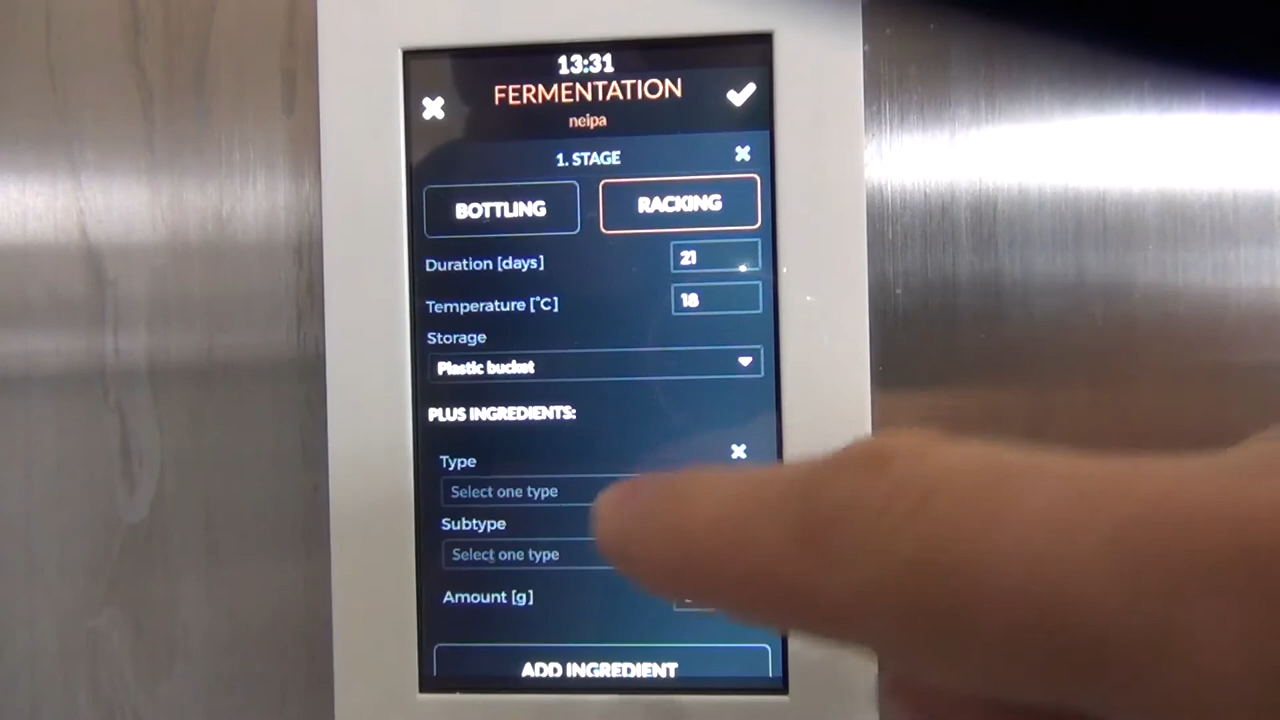 13:31
FERMENTATION
neipa
1. STAGE
BOTTLING
RACKING
Duration [days]
21
Temperature [°C]
18
Storage
Plastic bucket
PLUS INGREDIENTS:
Type
Select one type
Subtype
Select one type
Amount [g]
ADD INGREDIENT